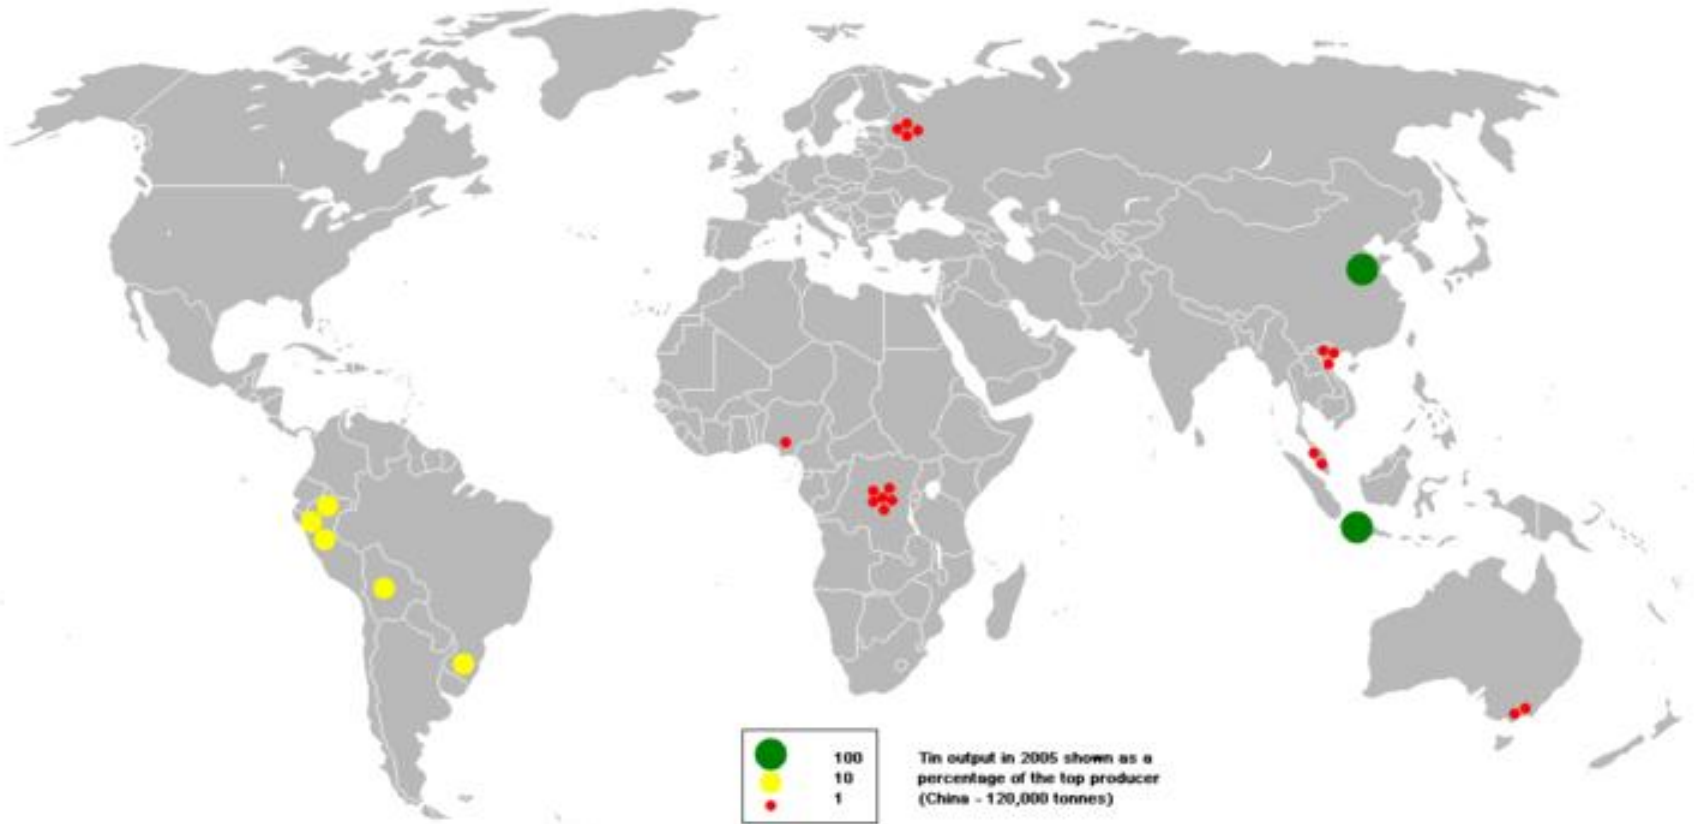 100
10
1
Tin output in 2005 shown as a
percentage of the top producer
(China - 120,000 tonnes)